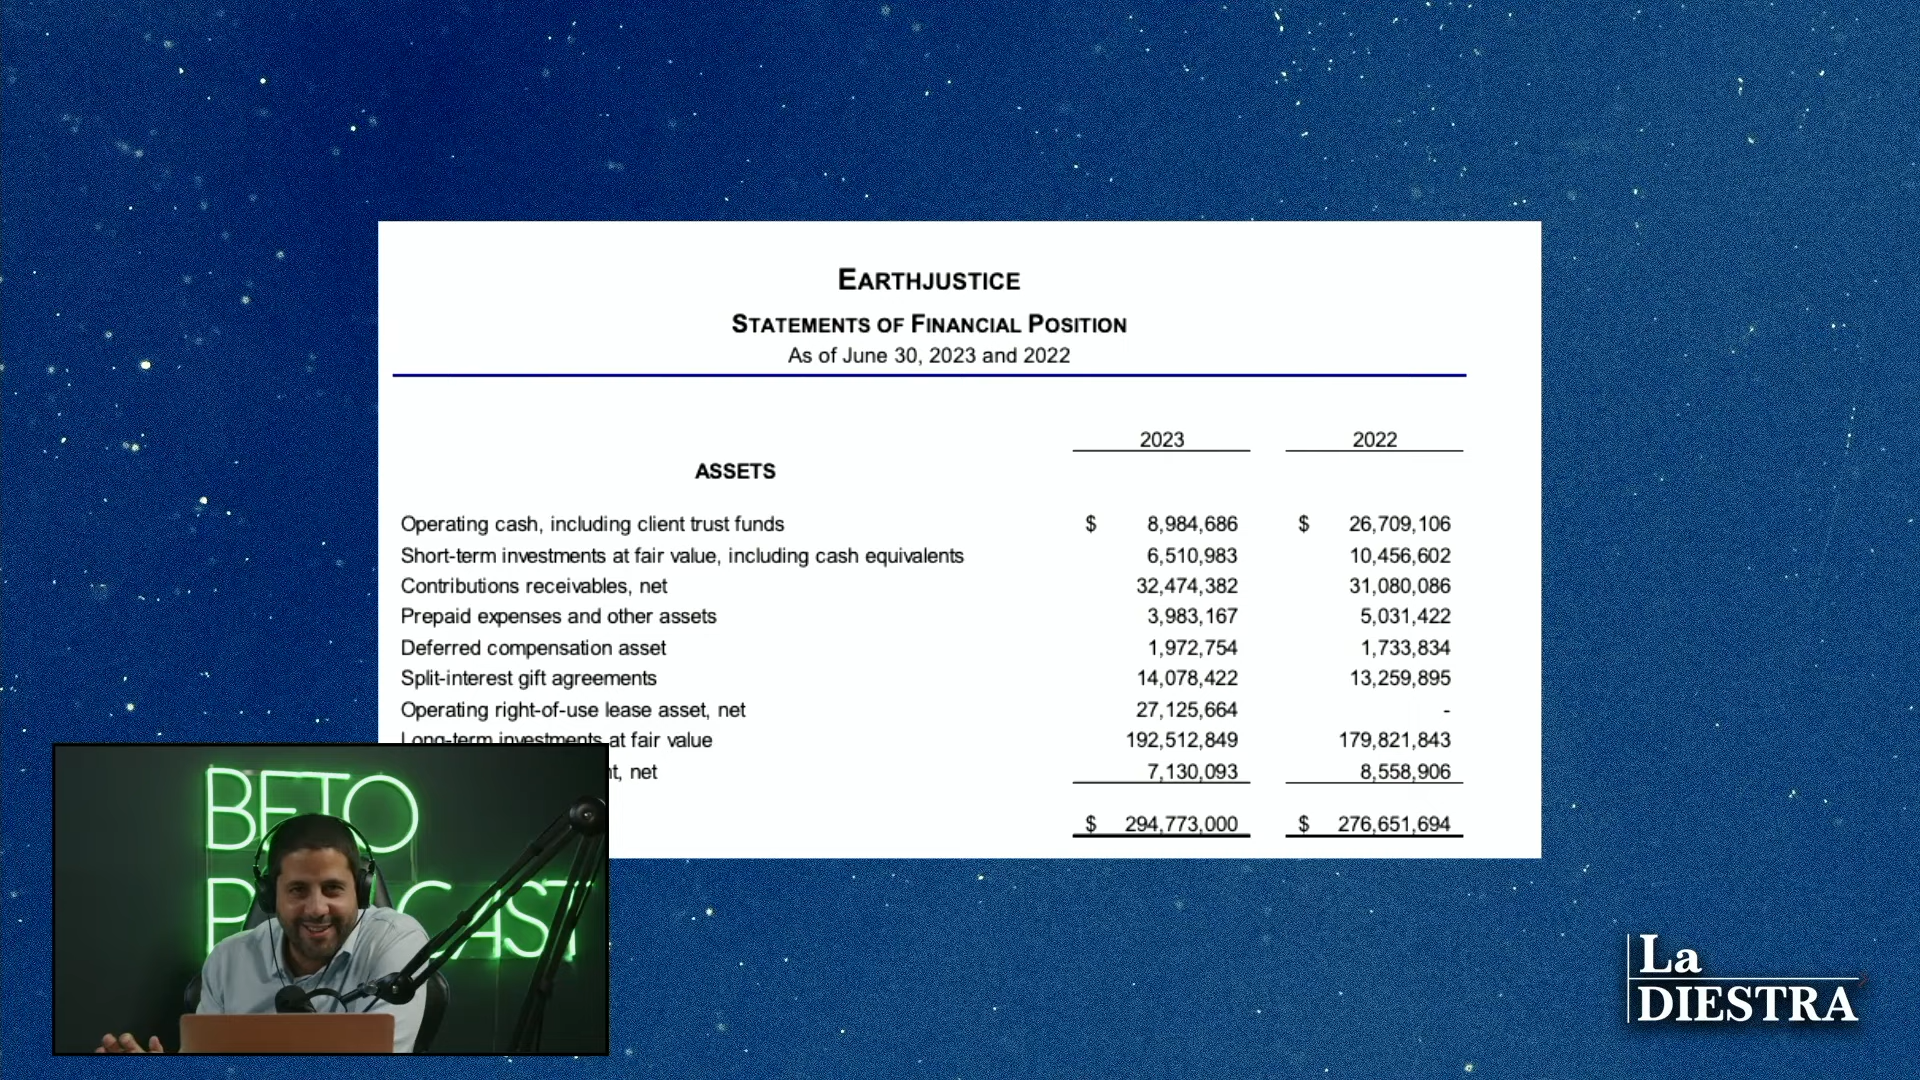 EARTHJUSTICE
STATEMENTS OF FINANCIAL POSITION
As of June 30, 2023 and 2022
2023 2022
ASSETS
Operating cash, including client trust funds $ 8,984,686 $ 26,709,106
Short-term investments at fair value, including cash equivalents 6,510,983 10,456,602
Contributions receivables, net 32,474,382 31,080,086
Prepaid expenses and other assets 3,983,167 5,031,422
Deferred compensation asset 1,972,754 1,733,834
Split-interest gift agreements 14,078,422 13,259,895
Operating right-of-use lease asset, net 27,125,664 -
Long-term investments at fair value 192,512,849 179,821,843
net 7,130,093 8,558,906
$ 294,773,000 $ 276,651,694
BETO
La
DIESTRA